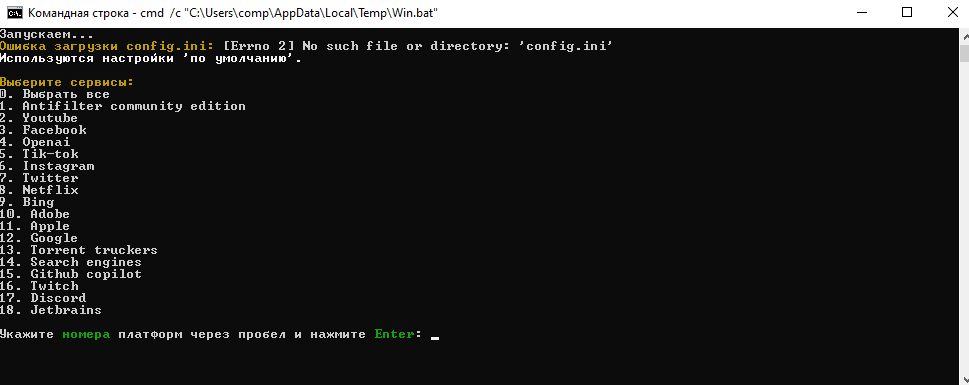 Командная строка - cmd /c "C:\Users\comp\AppData\Local\Temp\Win.bat"
Запускаем...
Ошибка загрузки config.ini: [Errno 2] No such file or directory: 'config.ini'
Используются настройки 'по умолчанию'.
Выберите сервисы:
0. Выбрать все
1. Antifilter community edition
2. Youtube
3. Facebook
4. Openai
5. Tik-tok
6. Instagram
7. Twitter
8. Netflix
9. Bing
10. Adobe
11. Apple
12. Google
13. Torrent truckers
14. Search engines
15. Github copilot
16. Twitch
17. Discord
18. Jetbrains
Укажите номера платформ через пробел и нажмите Enter: